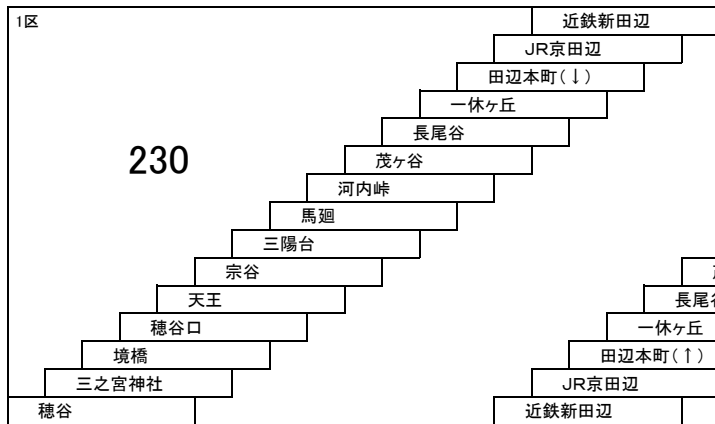 1区
近鉄新田辺
JR京田辺
田辺本町(↓)
一休ヶ丘
長尾谷
茂ヶ谷
230
河内峠
馬廻
三陽台
宗谷
天王
長尾谷
穂谷口
一休ヶ丘
境橋
田辺本町(↑)
三之宮神社
JR京田辺
穂谷
近鉄新田辺